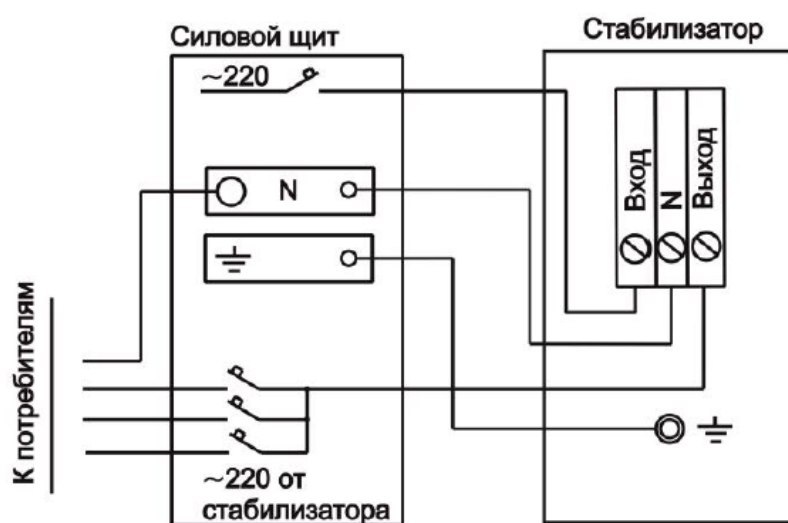 Силовой щит
Стабилизатор
~220
Вход
N
Выход
N
К потребителям
~220 от
стабилизатора